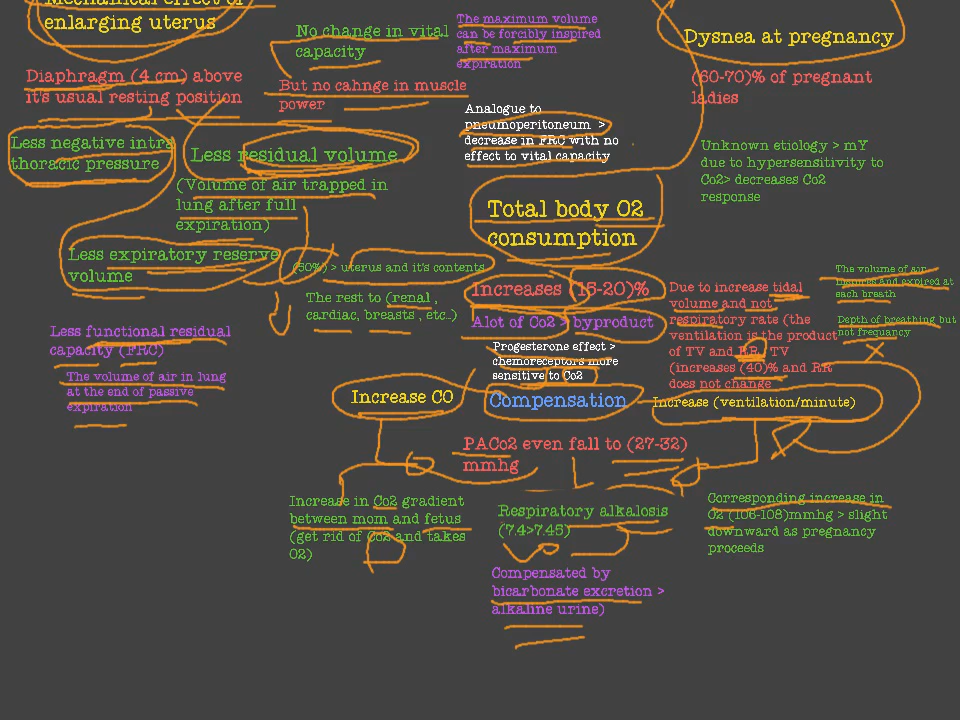 Mechanical effect of
enlarging uterus
Diaphragm (4 cm) above
it's usual resting position
Less negative intra
thoracic pressure
Less residual volume
(Volume of air trapped in
lung after full
expiration)
Less expiratory reserve
volume
Less functional residual
capacity (FRC)
The volume of air in lung
at the end of passive
expiration
No change in vital
capacity
But no cahnge in muscle
power
The maximum volume
can be forcibly inspired
after maximum
expiration
Analogue to
pneumoperitoneum >
decrease in FRC with no
effect to vital capacity
Dysnea at pregnancy
(60-70)% of pregnant
ladies
Unknown etiology > mY
due to hypersensitivity to
Co2> decreases Co2
response
Total body O2
consumption
(50%) > uterus and it's contents
The rest to (renal ,
cardiac, breasts , etc..)
Increases (15-20)%
Alot of Co2 > byproduct
Progesterone effect >
chemoreceptors more
sensitive to Co2
Due to increase tidal
volume and not
respiratory rate (the
ventilation is the product
of TV and RR / TV
(increases (40)% and RR
does not change
The volume of air
and expired at
each breath
Depth of breathing but
not frequancy
Increase CO
Compensation
Increase (ventilation/minute)
PACo2 even fall to (27-32)
mmhg
Increase in Co2 gradient
between mom and fetus
(get rid of Co2 and takes
O2)
Respiratory alkalosis
(7.4>7.45)
Compensated by
bicarbonate excretion >
alkaline urine)
Corresponding increase in
O2 (106-108)mmhg > slight
downward as pregnancy
proceeds